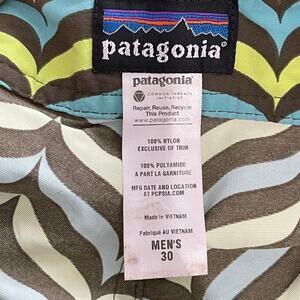 patagonia®
patagonia®
COMMON THREADS
INITIATIVE
Repair, Reuse, Recycle
This Product
www.patagonia.com
100% NYLON
EXCLUSIVE OF TRIM
100% POLYAMIDE
A PART LA GARNITURE
MFG DATE AND LOCATION
AT PCPSIA.COM
Made in VIETNAM
Fabriqué AU VIETNAM
MEN'S
30